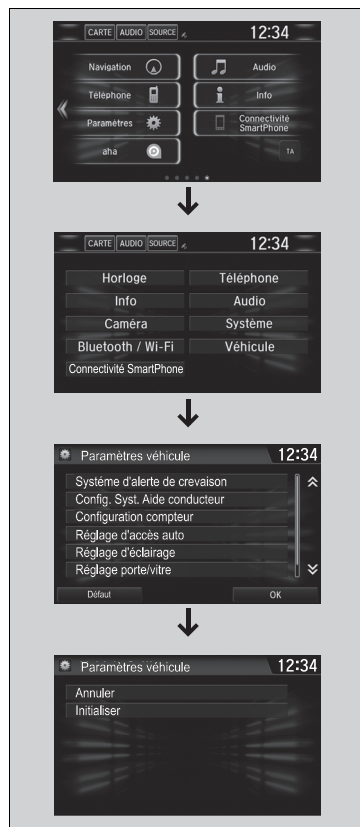 CARTE AUDIO SOURCE 12:34
Navigation Audio
Téléphone Info
Paramètres Connectivité SmartPhone
aha TA
CARTE AUDIO SOURCE 12:34
Horloge Téléphone
Info Audio
Caméra Système
Bluetooth / Wi-Fi Véhicule
Connectivité SmartPhone
Paramètres véhicule 12:34
Systéme d'alerte de crevaison
Config. Syst. Aide conducteur
Configuration compteur
Réglage d'accès auto
Réglage d'éclairage
Réglage porte/vitre
Défaut OK
Paramètres véhicule 12:34
Annuler
Initialiser